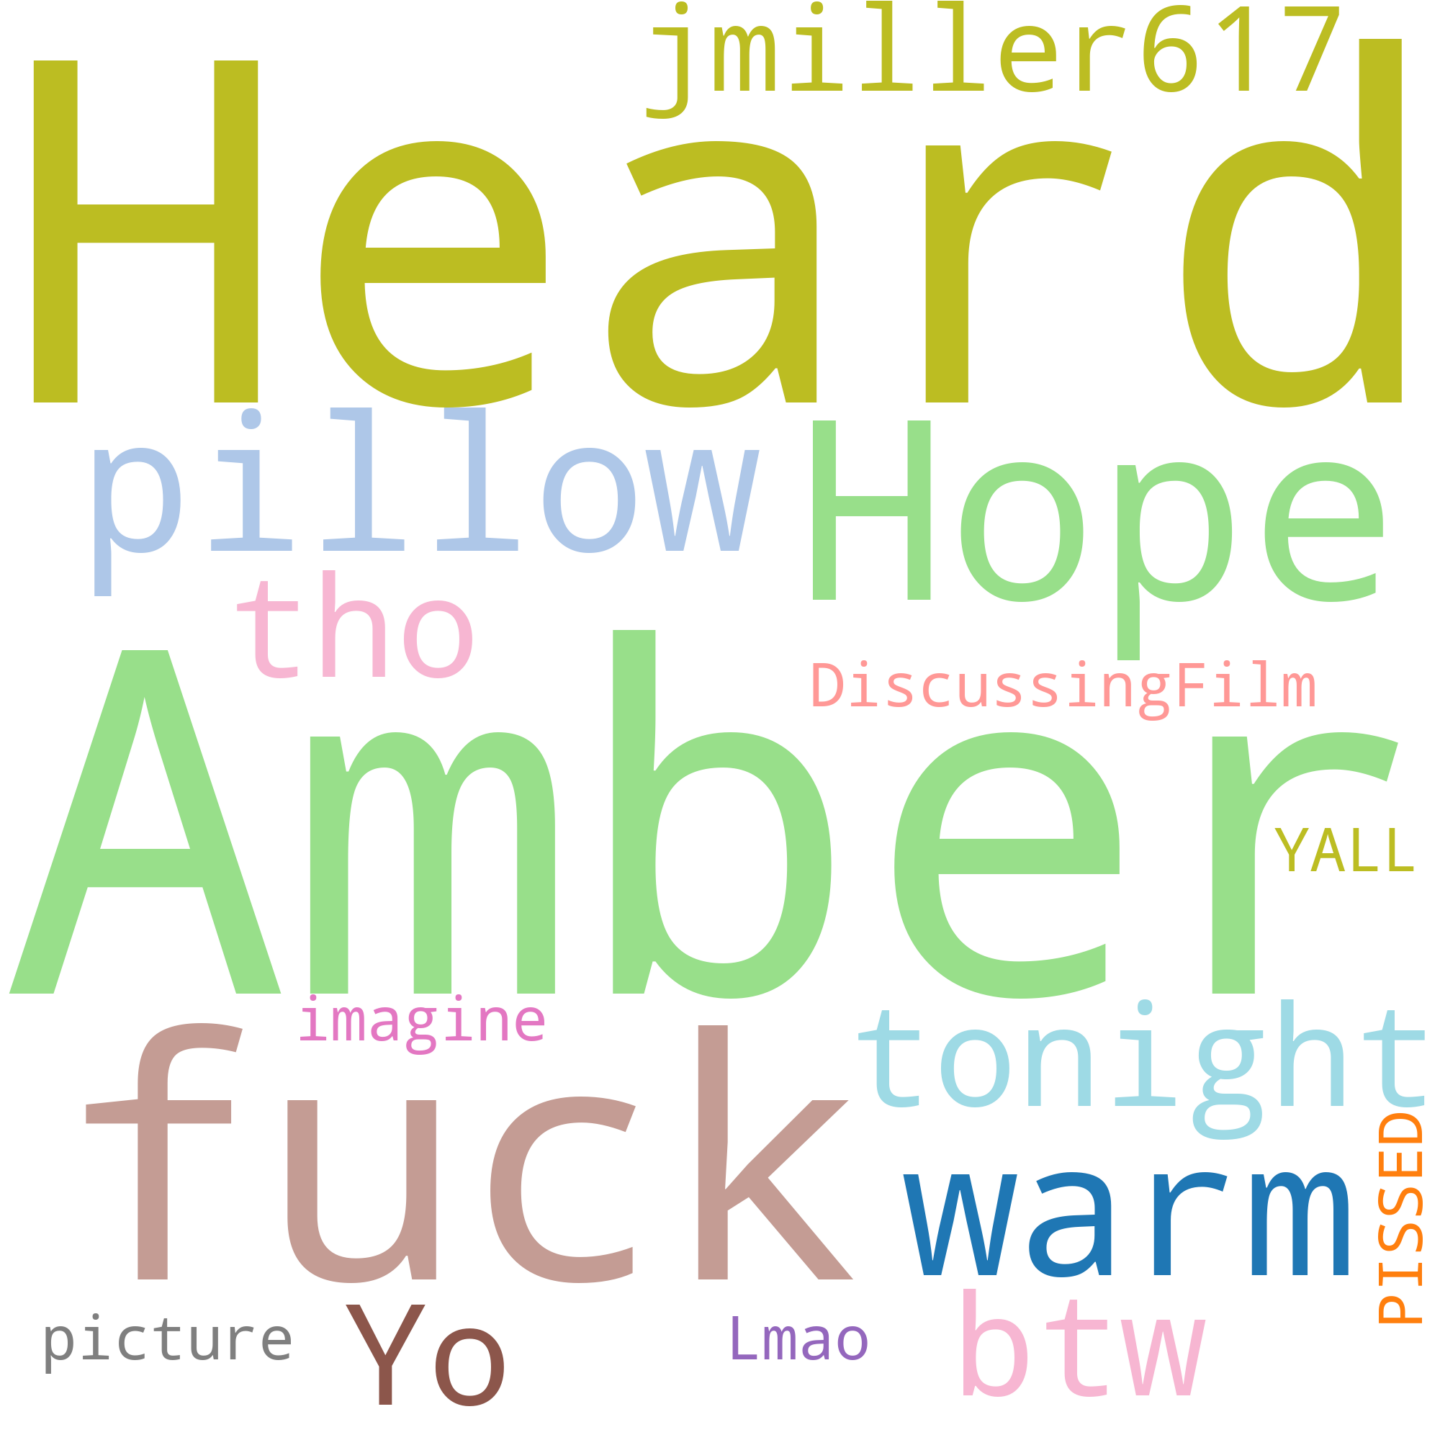 jmiller617
Heard
pillow
Hope
tho
DiscussingFilm
Amber
YALL
imagine
tonight
fuck
warm
PISSED
picture
Yo
Lmao
btw